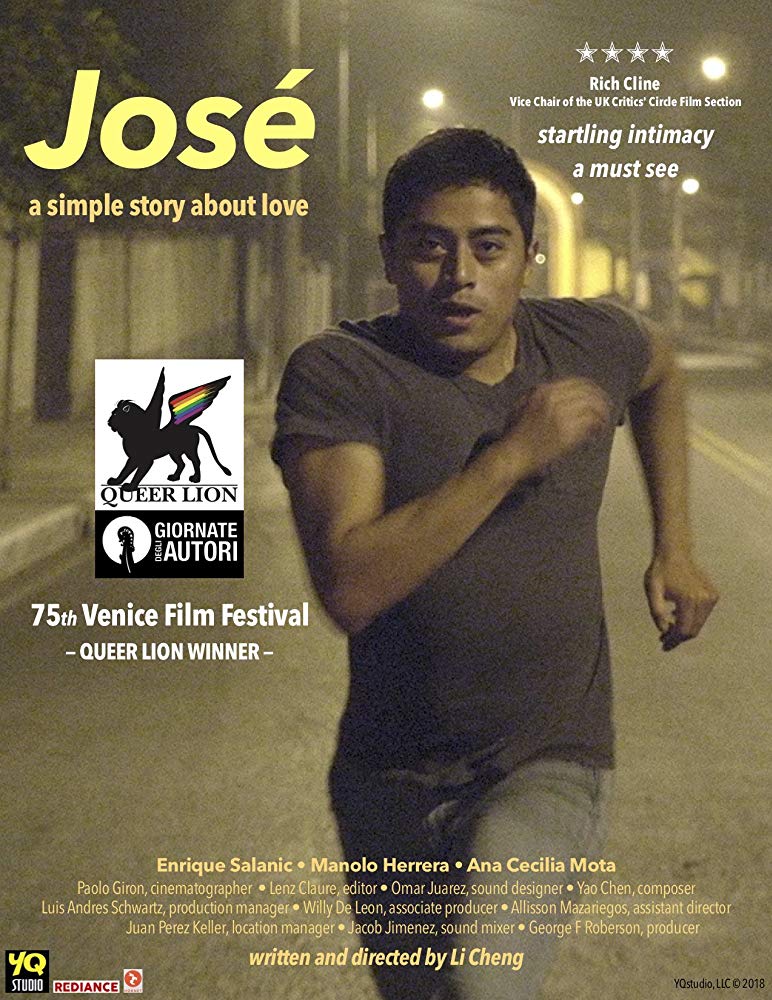 José
a simple story about love
Rich Cline
Vice Chair of the UK Critics' Circle Film Section
startling intimacy
a must see
QUEER LION
GIORNATE
DEGLI
AUTORI
75th Venice Film Festival
– QUEER LION WINNER –
Enrique Salanic • Manolo Herrera • Ana Cecilia Mota
Paolo Giron, cinematographer • Lenz Claure, editor • Omar Juarez, sound designer • Yao Chen, composer
Luis Andres Schwartz, production manager • Willy De Leon, associate producer • Allisson Mazariegos, assistant director
Juan Perez Keller, location manager • Jacob Jimenez, sound mixer • George F Roberson, producer
written and directed by Li Cheng
YQ
STUDIO
REDIANCE
YQstudio, LLC © 2018